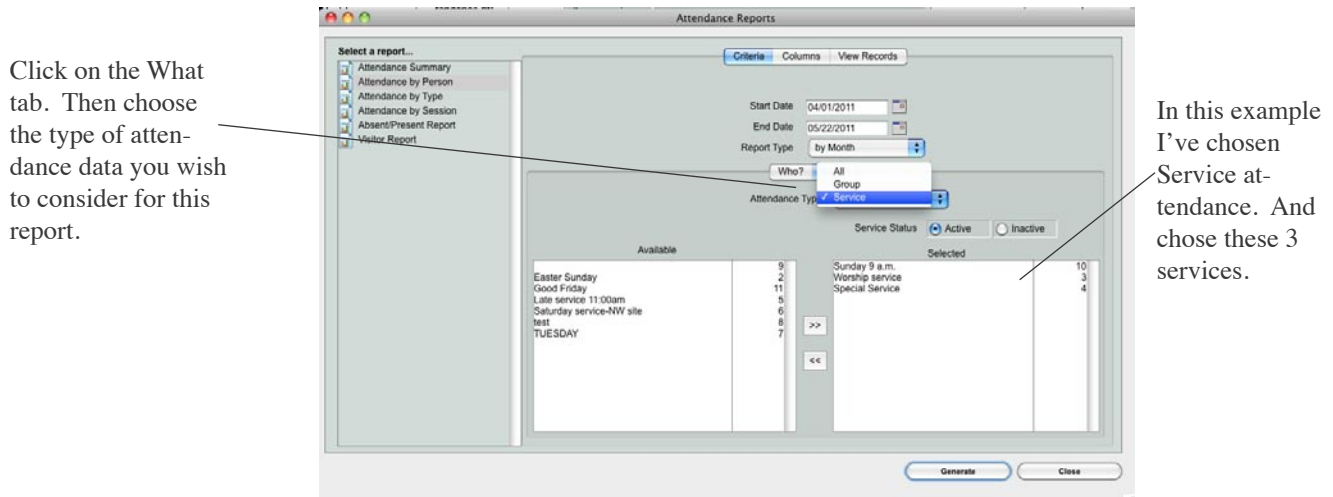 Attendance Reports
Click on the What
tab. Then choose
the type of atten-
dance data you wish
to consider for this
report.
Select a report...
Attendance Summary
Attendance by Person
Attendance by Type
Attendance by Session
Absent/Present Report
Visitor Report
Criteria Columns View Records
Start Date 04/01/2011
End Date 05/22/2011
Report Type by Month
Who?
All
Group
✓ Service
Attendance Typ
Service Status Active Inactive
Available
9
Easter Sunday 2
Good Friday 11
Late service 11:00am 5
Saturday service-NW site 6
test 8
TUESDAY 7
>>
<<
Selected
Sunday 9 a.m. 10
Worship service 3
Special Service 4
Generate Close
In this example
I've chosen
Service at-
tendance. And
chose these 3
services.